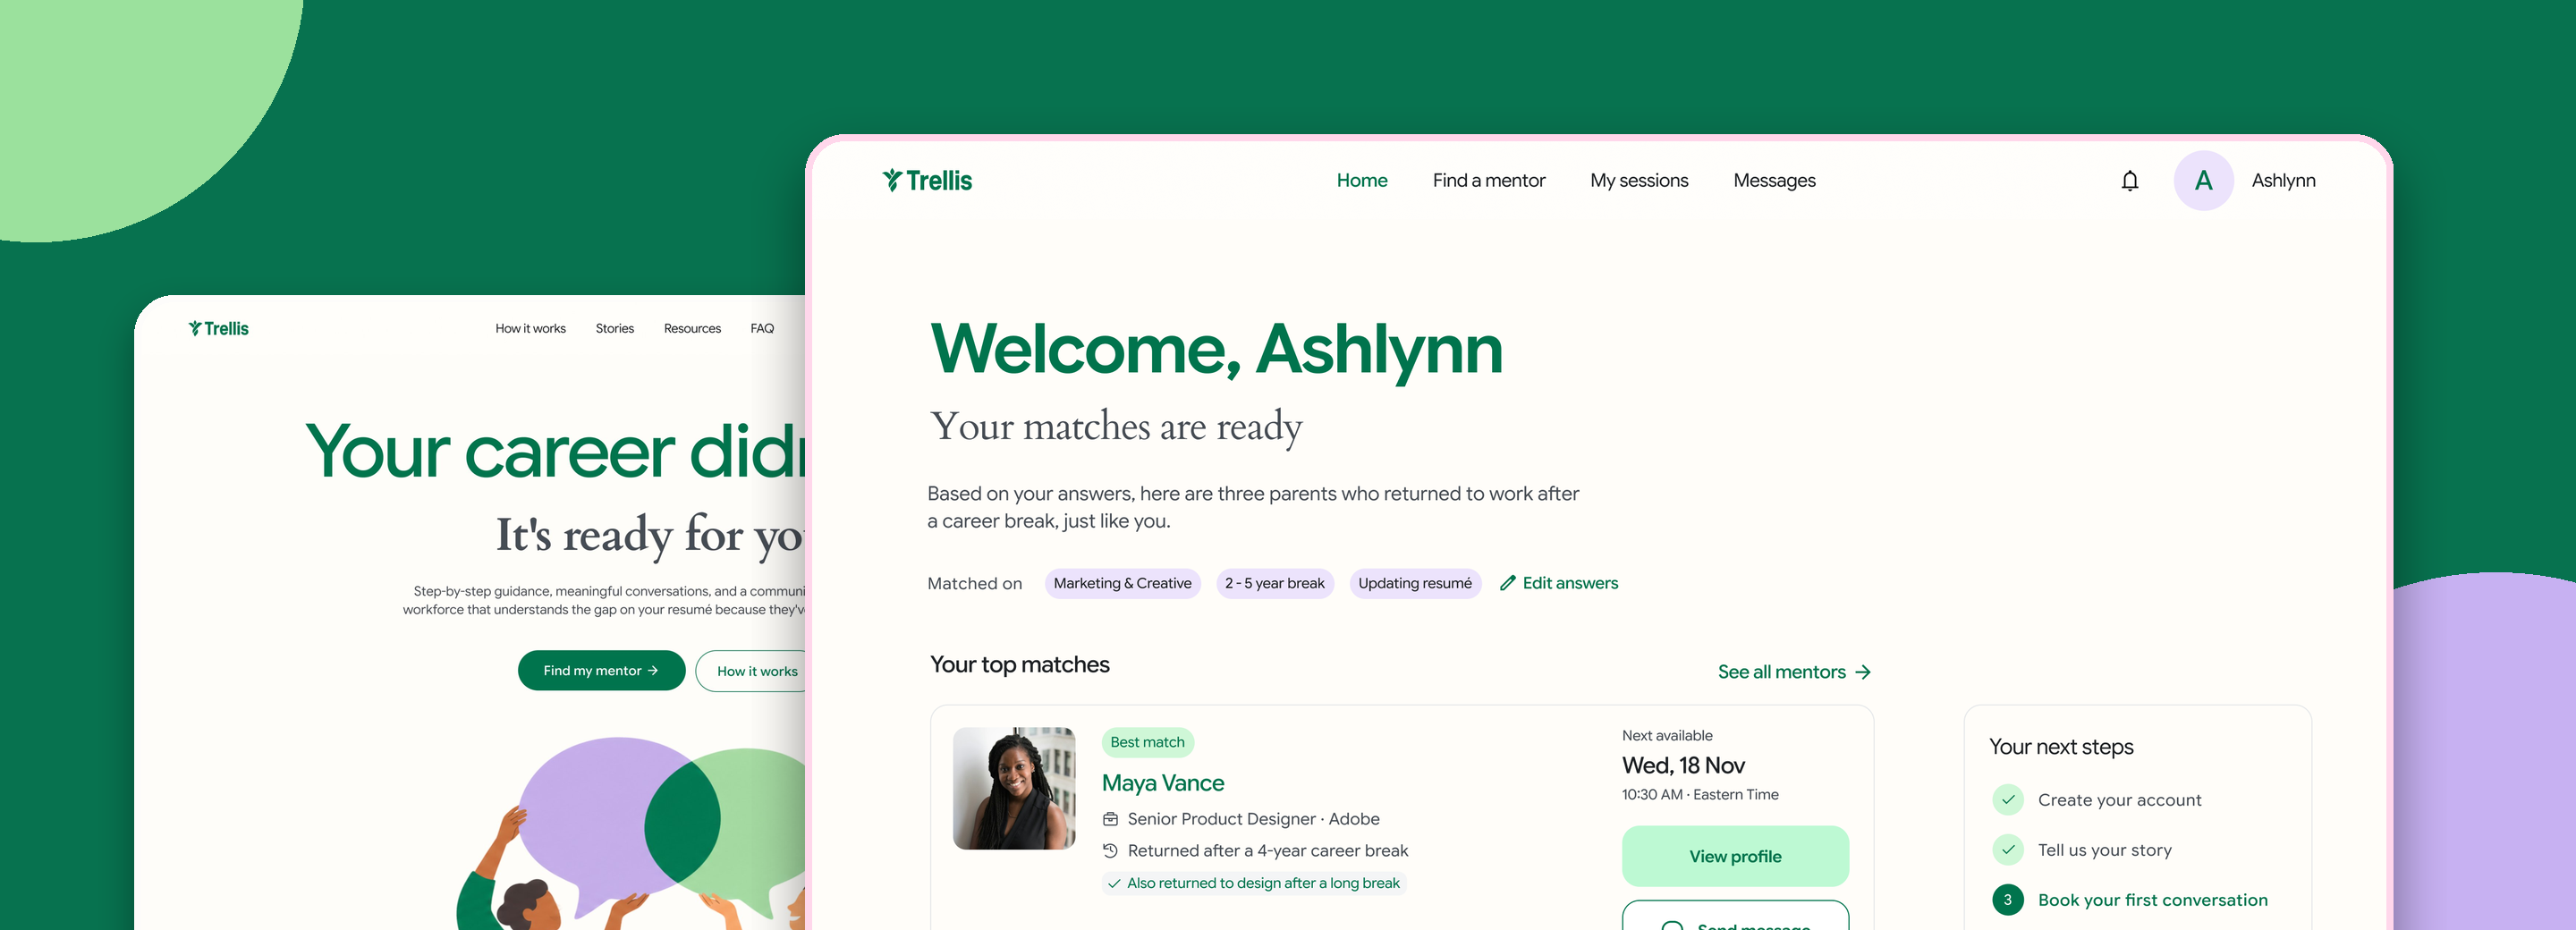 Trellis
How it works
Stories
Resources
FAQ
Your career did
It's ready for yo
Step-by-step guidance, meaningful conversations, and a communi
workforce that understands the gap on your resumé because they'v
Find my mentor →
How it works
Trellis
Home
Find a mentor
My sessions
Messages
A
Ashlynn
Welcome, Ashlynn
Your matches are ready
Based on your answers, here are three parents who returned to work after
a career break, just like you.
Matched on
Marketing & Creative
2 - 5 year break
Updating resumé
Edit answers
Your top matches
See all mentors →
Best match
Maya Vance
Senior Product Designer · Adobe
Returned after a 4-year career break
Also returned to design after a long break
Next available
Wed, 18 Nov
10:30 AM · Eastern Time
View profile
Send message
Your next steps
Create your account
Tell us your story
3 Book your first conversation